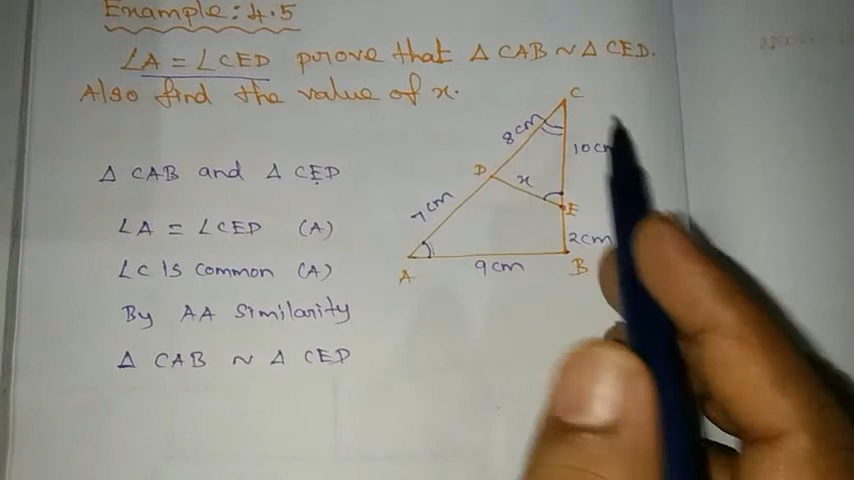 Example: 4.5
∠A = ∠CED prove that Δ CAB ~ Δ CED.
Also find the value of x.
C
8cm
10cm
Δ CAB and Δ CED
D
x
7cm
E
∠A = ∠CED (A)
2cm
∠C is common (A)
A
9cm
B
By AA Similarity
Δ CAB ~ Δ CED